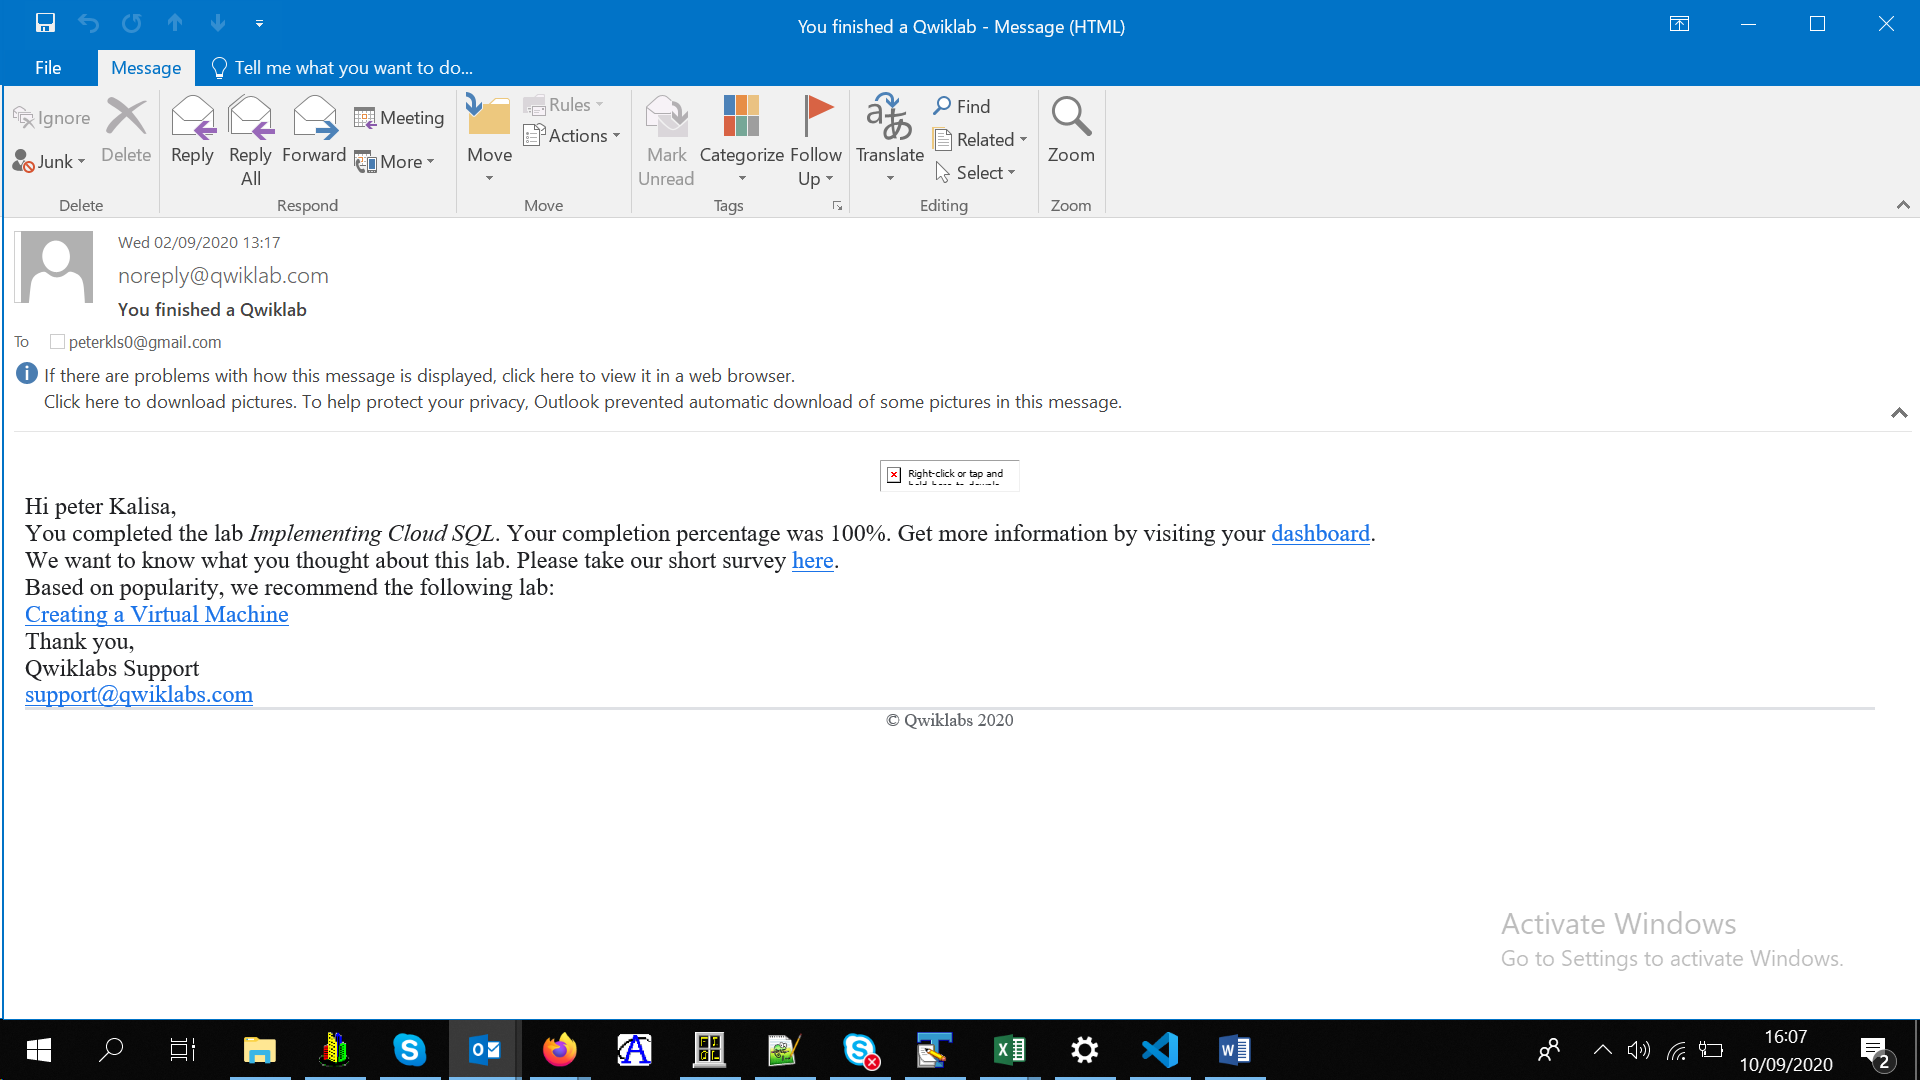 You finished a Qwiklab - Message (HTML)
File Message Tell me what you want to do...
Ignore
Junk
Delete
Delete
Reply
Reply All
Forward
Meeting
More
Respond
Move
Rules
Actions
Move
Mark Unread
Categorize
Follow Up
Tags
Translate
Find
Related
Select
Editing
Zoom
Zoom
Wed 02/09/2020 13:17
noreply@qwiklab.com
You finished a Qwiklab
To peterkls0@gmail.com
If there are problems with how this message is displayed, click here to view it in a web browser.
Click here to download pictures. To help protect your privacy, Outlook prevented automatic download of some pictures in this message.
Right-click or tap and
Hi peter Kalisa,
You completed the lab Implementing Cloud SQL. Your completion percentage was 100%. Get more information by visiting your dashboard.
We want to know what you thought about this lab. Please take our short survey here.
Based on popularity, we recommend the following lab:
Creating a Virtual Machine
Thank you,
Qwiklabs Support
support@qwiklabs.com
© Qwiklabs 2020
Activate Windows
Go to Settings to activate Windows.
16:07
10/09/2020
2